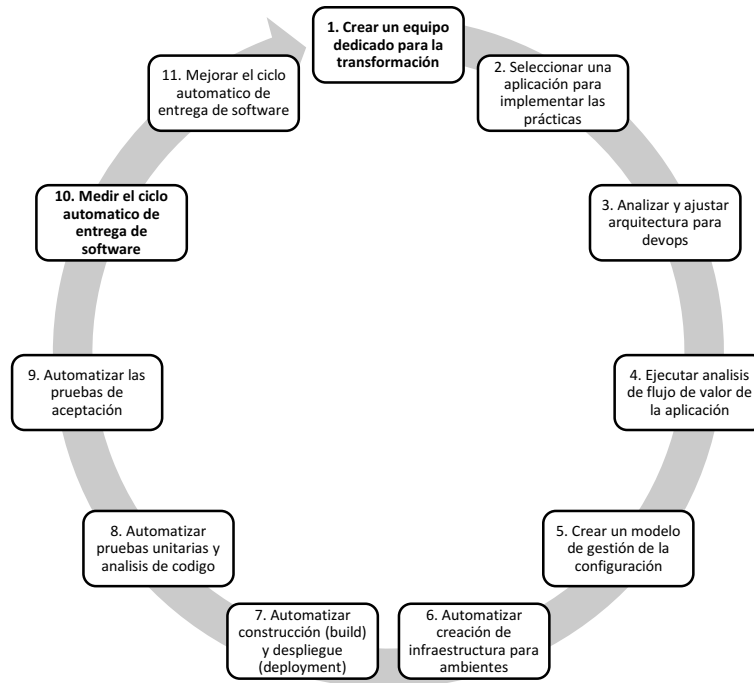 1. Crear un equipo
dedicado para la
transformación
2. Seleccionar una
aplicación para
implementar las
prácticas
3. Analizar y ajustar
arquitectura para
devops
4. Ejecutar analisis
de flujo de valor de
la aplicación
5. Crear un modelo
de gestión de la
configuración
6. Automatizar
creación de
infraestructura para
ambientes
7. Automatizar
construcción (build)
y despliegue
(deployment)
8. Automatizar
pruebas unitarias y
analisis de codigo
9. Automatizar las
pruebas de
aceptación
10. Medir el ciclo
automatico de
entrega de
software
11. Mejorar el ciclo
automatico de
entrega de software